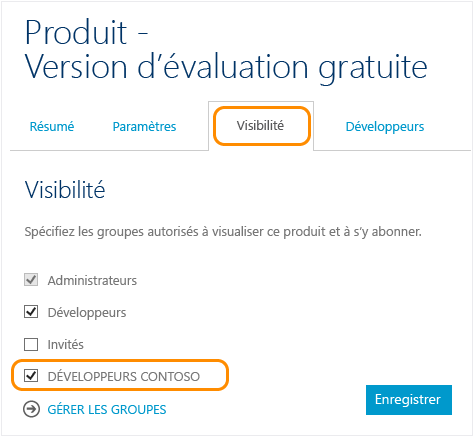 Produit -
Version d'évaluation gratuite
Résumé Paramètres Visibilité Développeurs
Visibilité
Spécifiez les groupes autorisés à visualiser ce produit et à s'y abonner.
Administrateurs
Développeurs
Invités
DÉVELOPPEURS CONTOSO
GÉRER LES GROUPES
Enregistrer